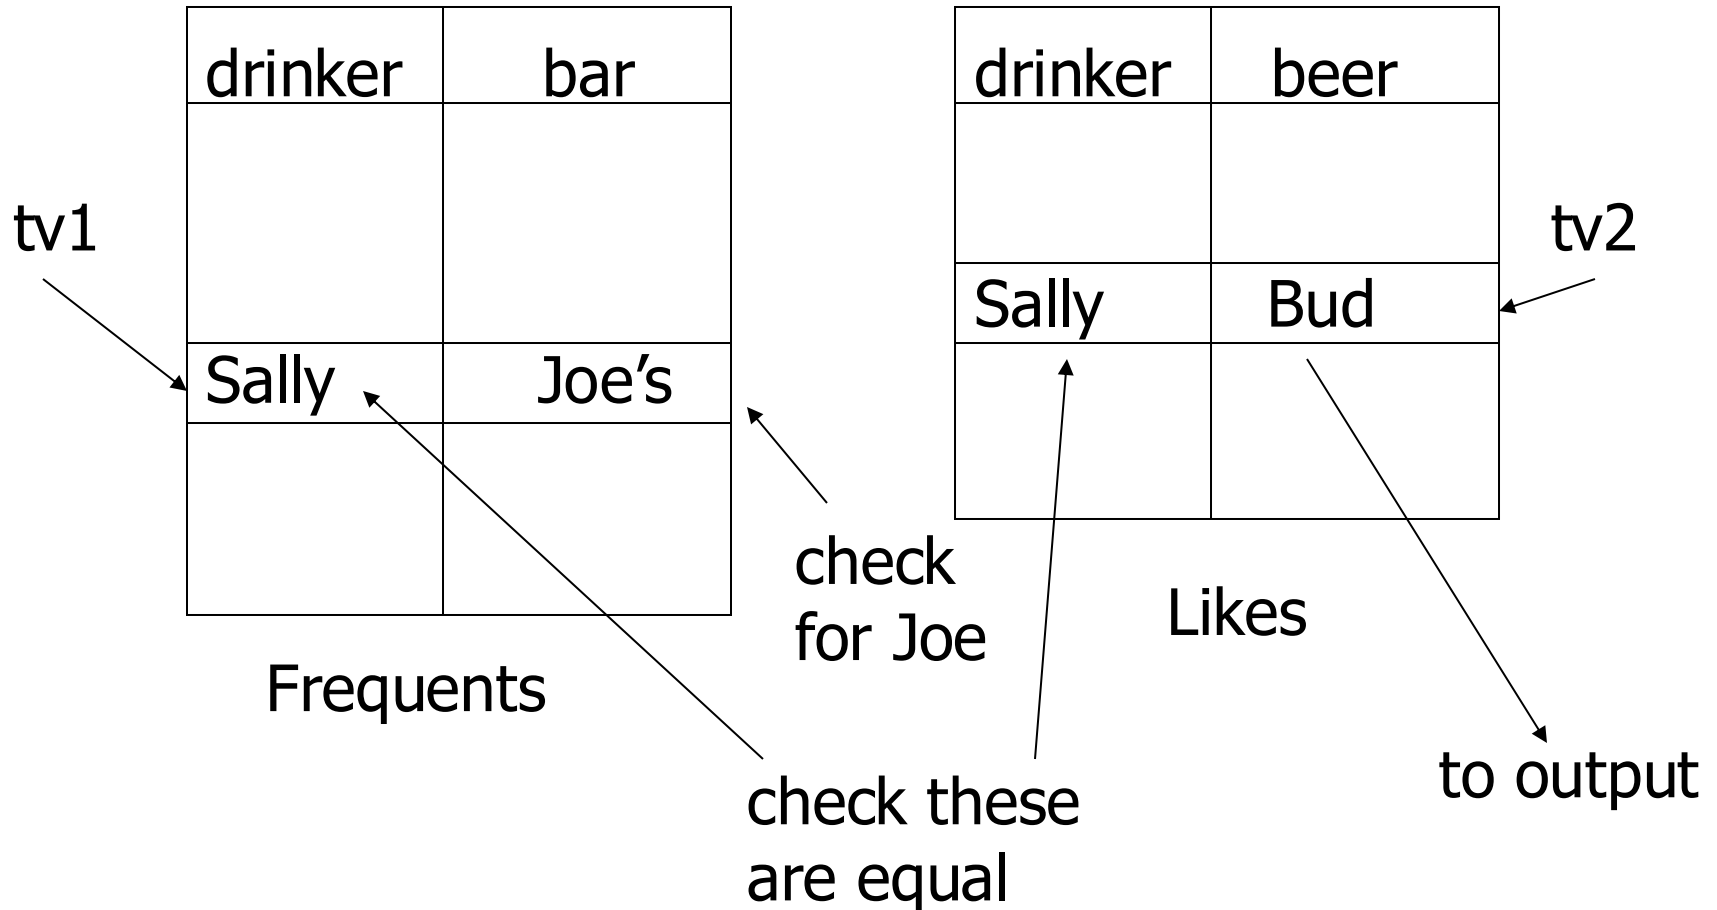 drinker bar
drinker beer
tv1
tv2
Sally Bud
Sally Joe’s
check
for Joe
Likes
Frequents
to output
check these
are equal